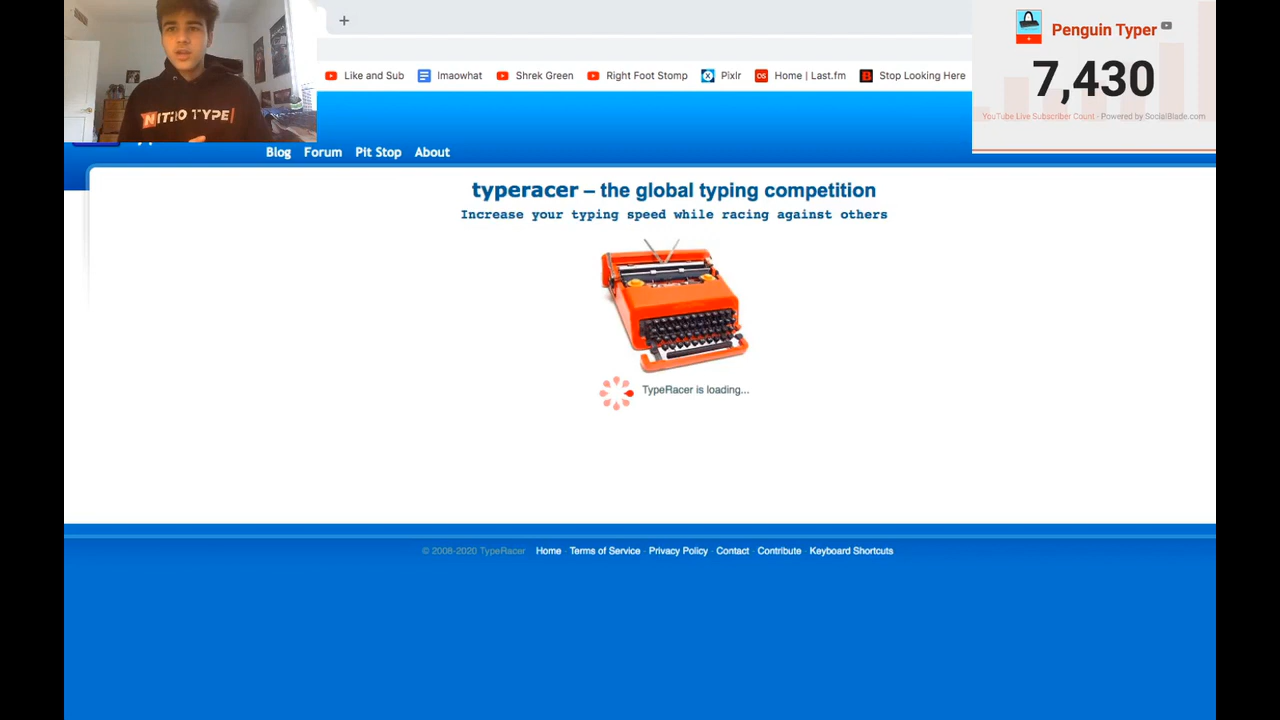 +
Like and Sub
lmaowhat
Shrek Green
Right Foot Stomp
Pixlr
Home | Last.fm
Stop Looking Here
Penguin Typer
7,430
YouTube Live Subscriber Count - Powered by SocialBlade.com
NITRO TYPE
Blog Forum Pit Stop About
typeracer – the global typing competition
Increase your typing speed while racing against others
TypeRacer is loading...
© 2008-2020 TypeRacer Home · Terms of Service · Privacy Policy · Contact · Contribute · Keyboard Shortcuts